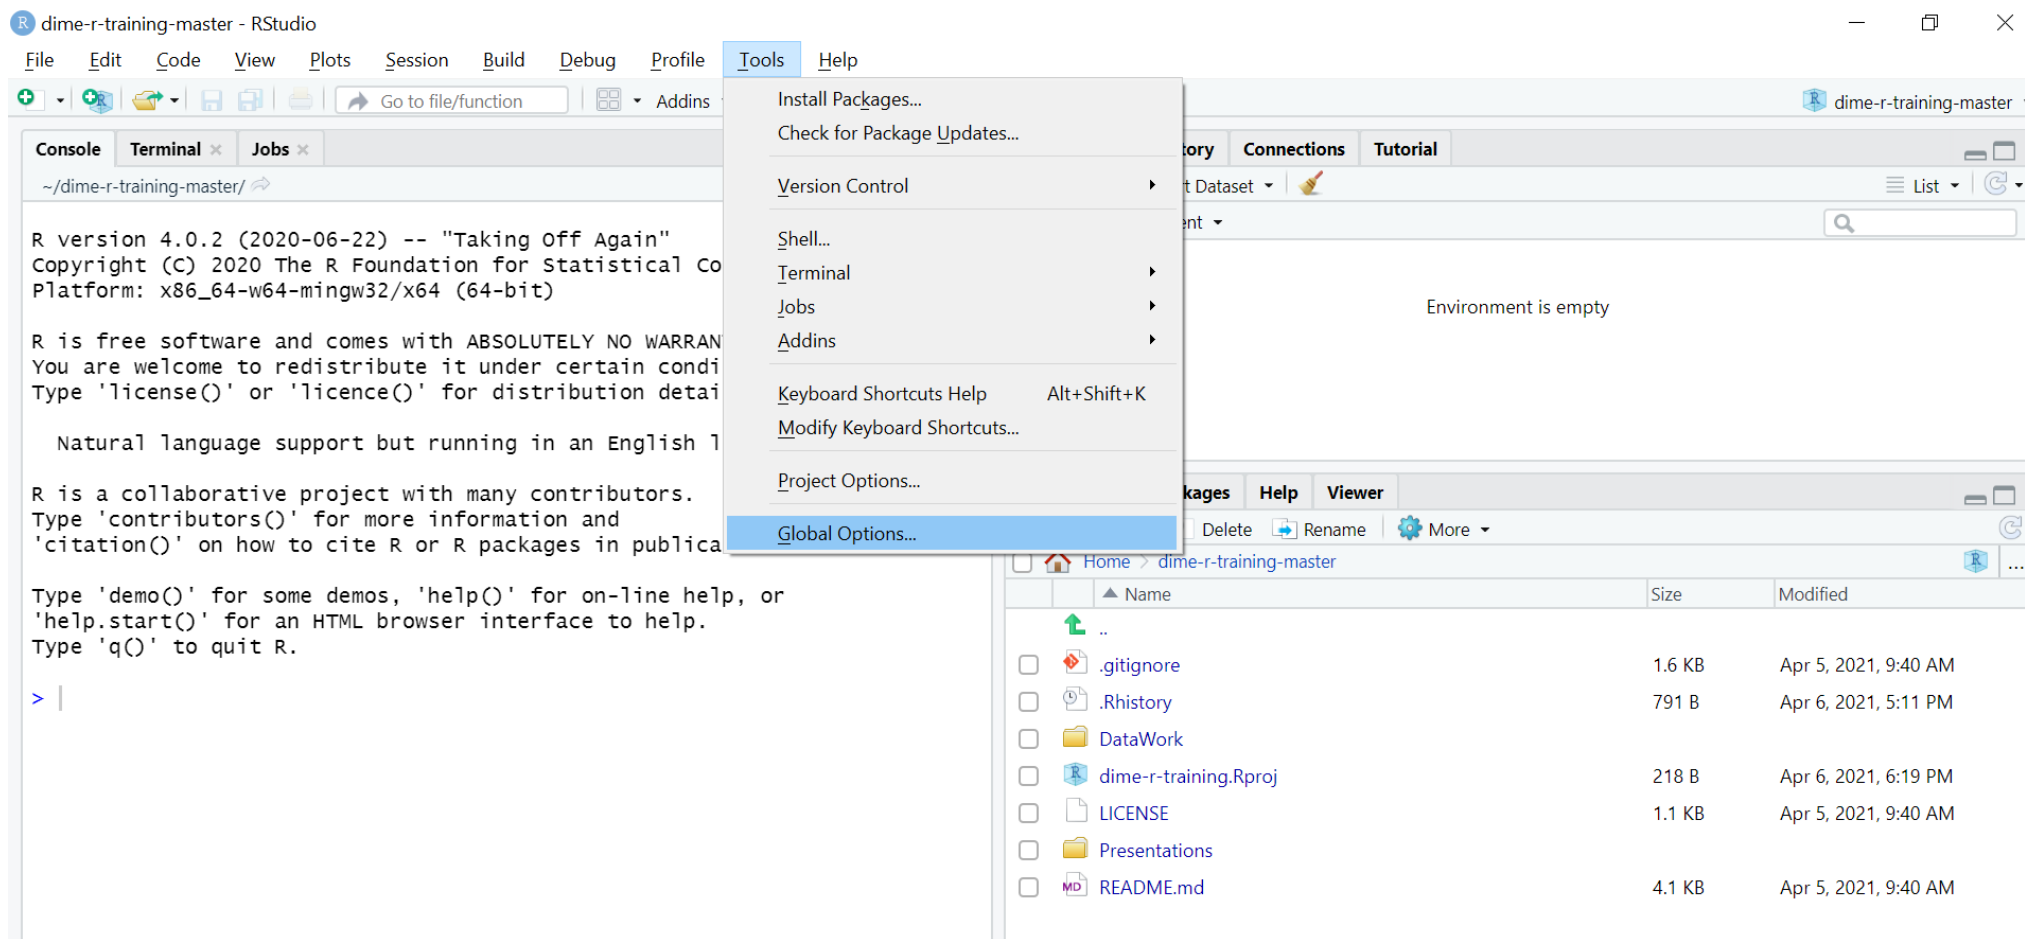 dime-r-training-master - RStudio
File Edit Code View Plots Session Build Debug Profile Tools Help
Go to file/function Addins dime-r-training-master
Console Terminal Jobs
~/dime-r-training-master/
R version 4.0.2 (2020-06-22) -- "Taking Off Again"
Copyright (C) 2020 The R Foundation for Statistical Co
Platform: x86_64-w64-mingw32/x64 (64-bit)
R is free software and comes with ABSOLUTELY NO WARRAN
You are welcome to redistribute it under certain condi
Type 'license()' or 'licence()' for distribution detai
Natural language support but running in an English l
R is a collaborative project with many contributors.
Type 'contributors()' for more information and
'citation()' on how to cite R or R packages in publica
Type 'demo()' for some demos, 'help()' for on-line help, or
'help.start()' for an HTML browser interface to help.
Type 'q()' to quit R.
>
Install Packages...
Check for Package Updates...
Version Control
Shell...
Terminal
Jobs
Addins
Keyboard Shortcuts Help Alt+Shift+K
Modify Keyboard Shortcuts...
Project Options...
Global Options...
tory Connections Tutorial
t Dataset List
ent
Environment is empty
kages Help Viewer
Delete Rename More
Home dime-r-training-master ...
Name Size Modified
..
.gitignore 1.6 KB Apr 5, 2021, 9:40 AM
.Rhistory 791 B Apr 6, 2021, 5:11 PM
DataWork
dime-r-training.Rproj 218 B Apr 6, 2021, 6:19 PM
LICENSE 1.1 KB Apr 5, 2021, 9:40 AM
Presentations
README.md 4.1 KB Apr 5, 2021, 9:40 AM